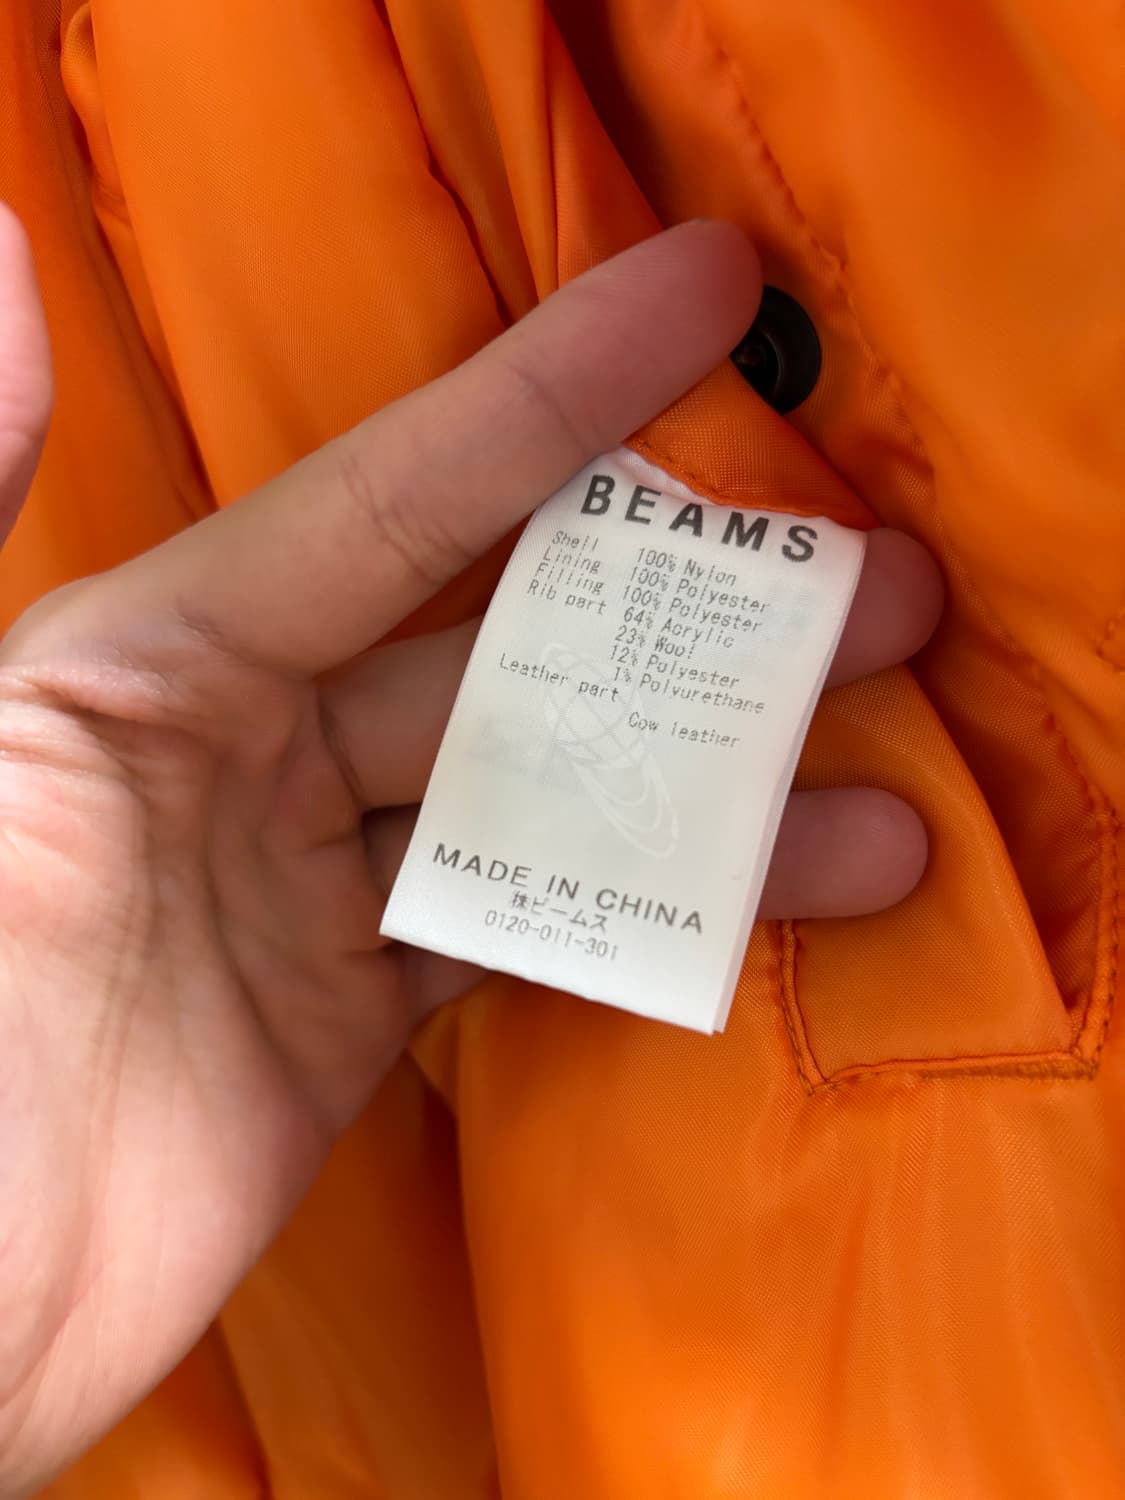 BEAMS
Shell 100% Nylon
Lining 100% Polyester
Filling 100% Polyester
Rib part 64% Acrylic
23% Wool
12% Polyester
1% Polyurethane
Leather part
Cow leather
MADE IN CHINA
㈱ビームス
0120-011-301